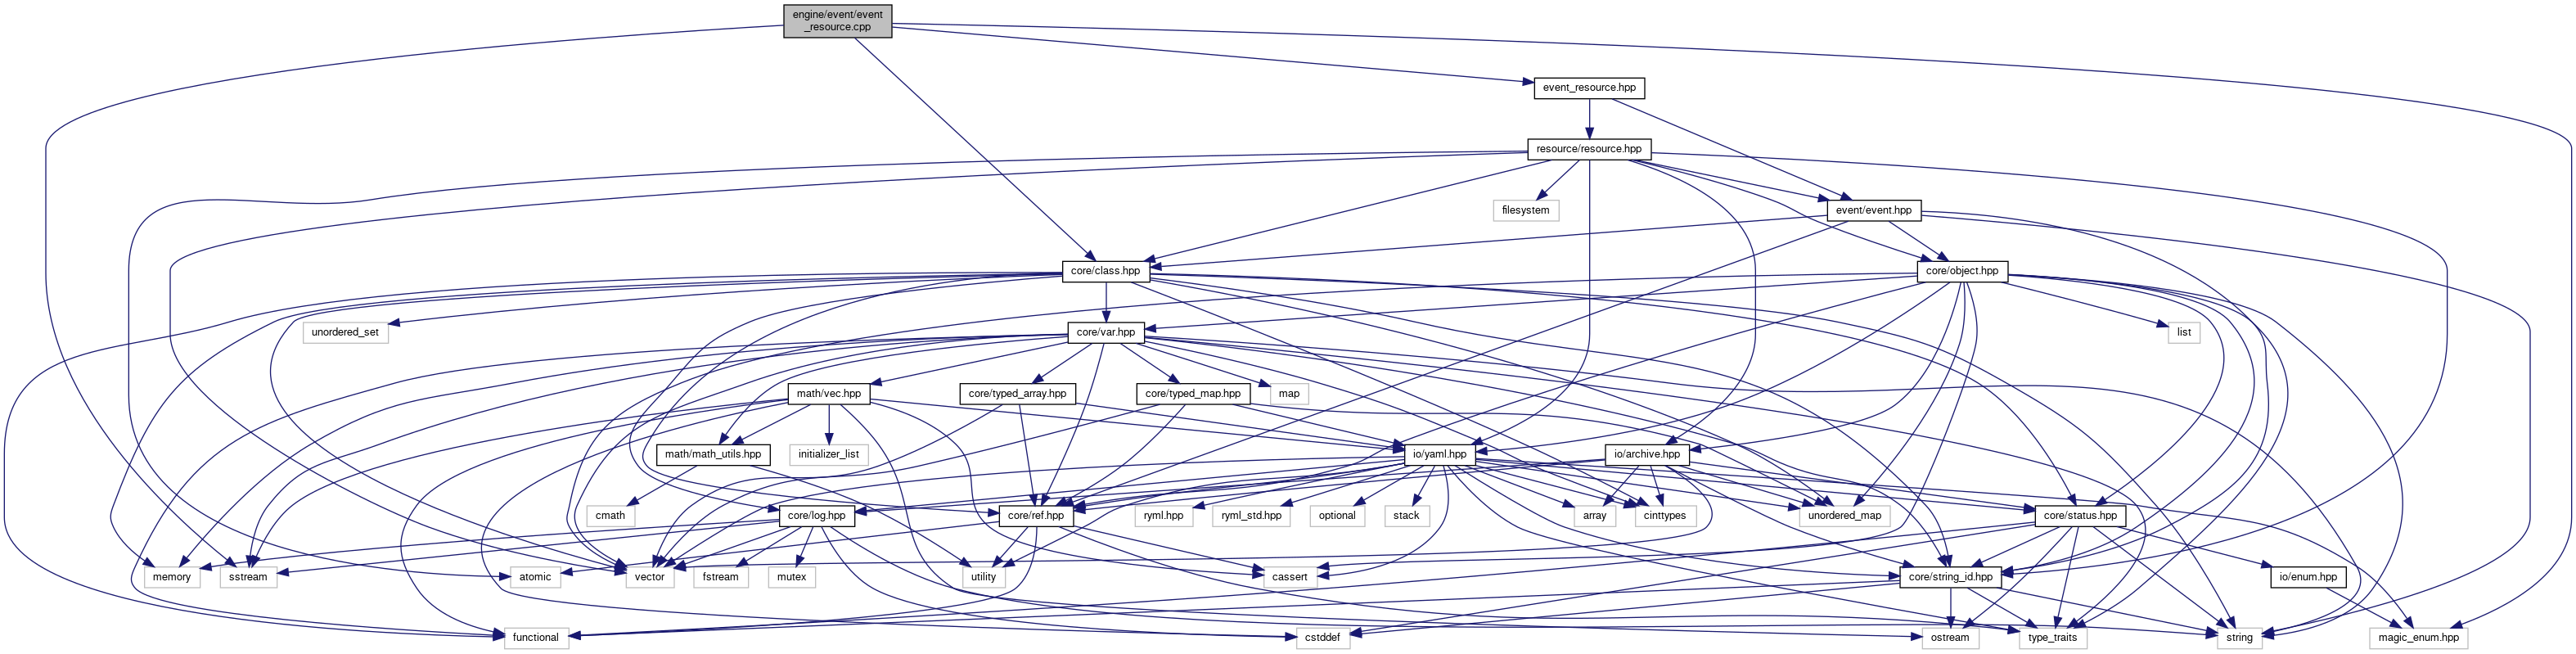 engine/event/event
_resource.cpp
event_resource.hpp
resource/resource.hpp
filesystem
event/event.hpp
core/class.hpp
core/object.hpp
unordered_set
core/var.hpp
list
math/vec.hpp
core/typed_array.hpp
core/typed_map.hpp
map
math/math_utils.hpp
initializer_list
io/yaml.hpp
io/archive.hpp
cmath
core/log.hpp
core/ref.hpp
ryml.hpp
ryml_std.hpp
optional
stack
array
cinttypes
unordered_map
core/status.hpp
memory
sstream
atomic
vector
fstream
mutex
utility
cassert
core/string_id.hpp
io/enum.hpp
functional
cstddef
ostream
type_traits
string
magic_enum.hpp